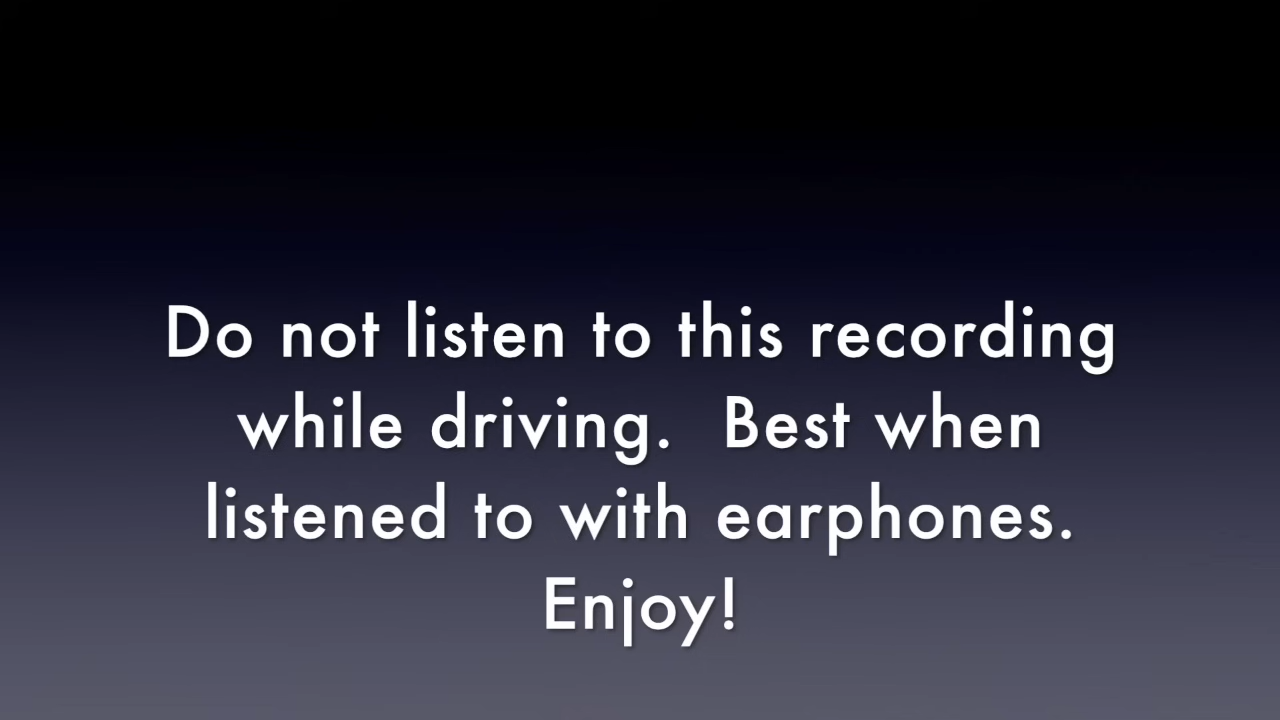 Do not listen to this recording
while driving.  Best when
listened to with earphones.
Enjoy!